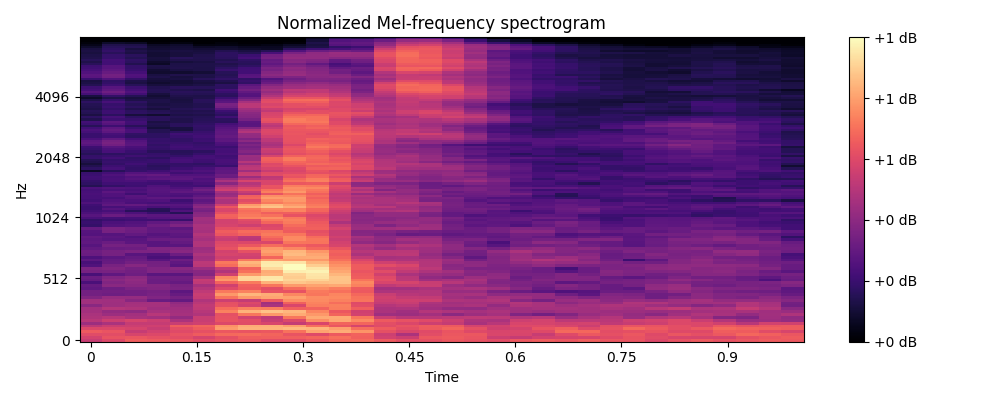 Normalized Mel-frequency spectrogram
Hz
4096
2048
1024
512
0
0 0.15 0.3 0.45 0.6 0.75 0.9
Time
+1 dB
+1 dB
+1 dB
+0 dB
+0 dB
+0 dB